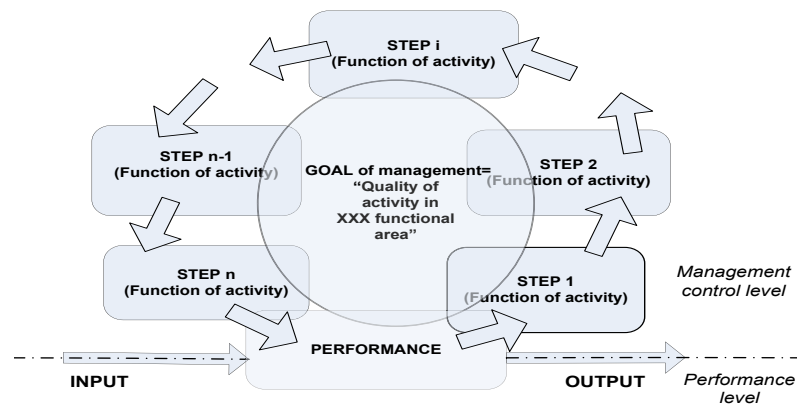 STEP i
(Function of activity)
STEP n-1
(Function of activity)
GOAL of management=
“Quality of
activity in
XXX functional
area”
STEP 2
(Function of activity)
STEP n
(Function of activity)
STEP 1
(Function of activity)
Management
control level
PERFORMANCE
INPUT
OUTPUT
Performance
level